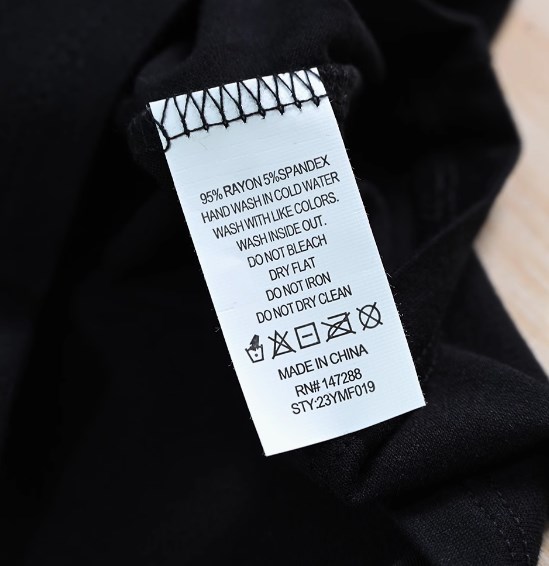 95% RAYON 5%SPANDEX
HAND WASH IN COLD WATER
WASH WITH LIKE COLORS.
WASH INSIDE OUT.
DO NOT BLEACH
DRY FLAT
DO NOT IRON
DO NOT DRY CLEAN
MADE IN CHINA
RN# 147288
STY:23YMF019